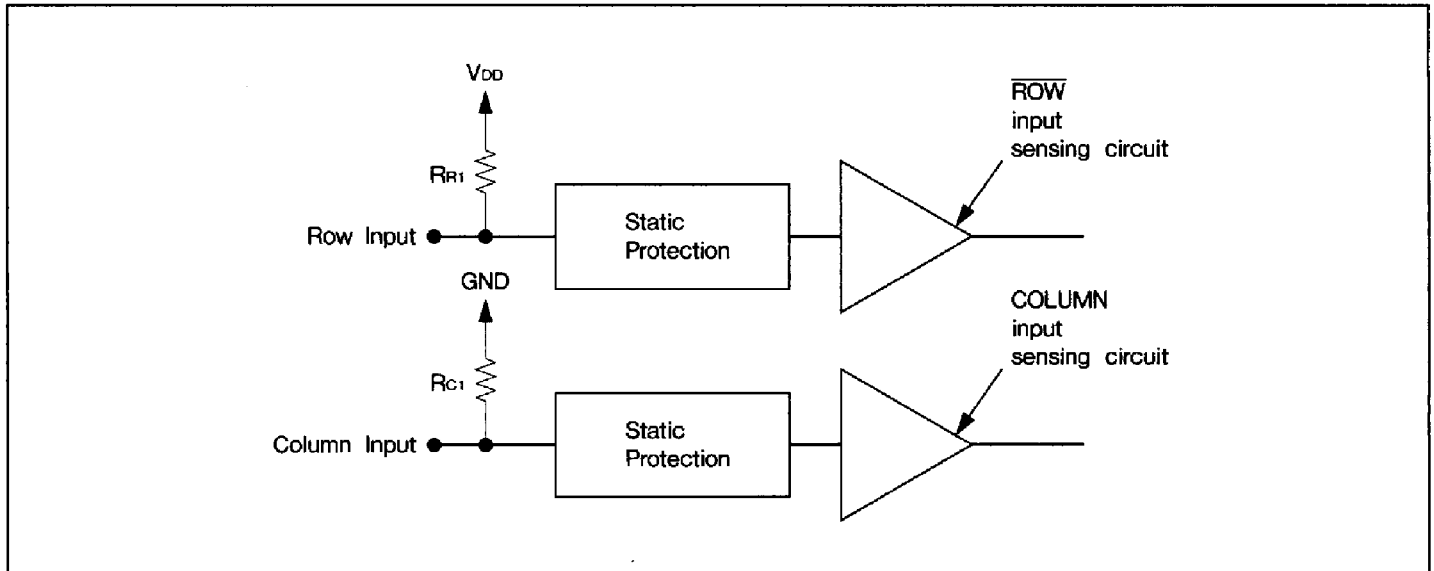 VDD
RR1
Row Input
Static
Protection
ROW
input
sensing circuit
GND
RC1
Column Input
Static
Protection
COLUMN
input
sensing circuit